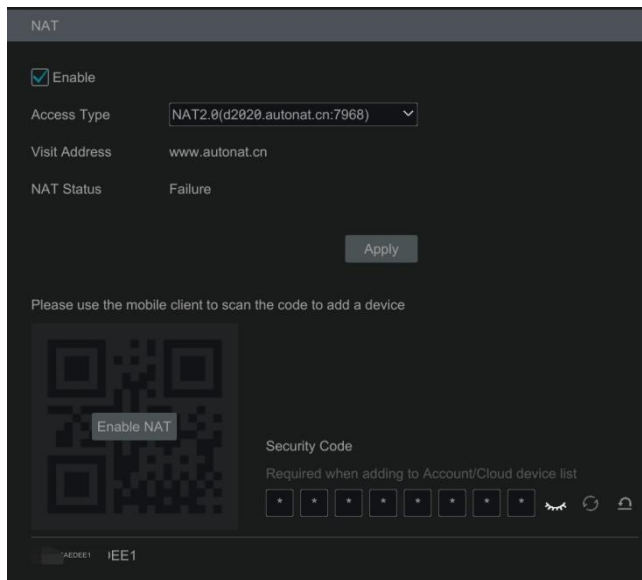 NAT
Enable
Access Type NAT2.0(d2020.autonat.cn:7968)
Visit Address www.autonat.cn
NAT Status Failure
Apply
Please use the mobile client to scan the code to add a device
Enable NAT
Security Code
Required when adding to Account/Cloud device list
* * * * * * * *